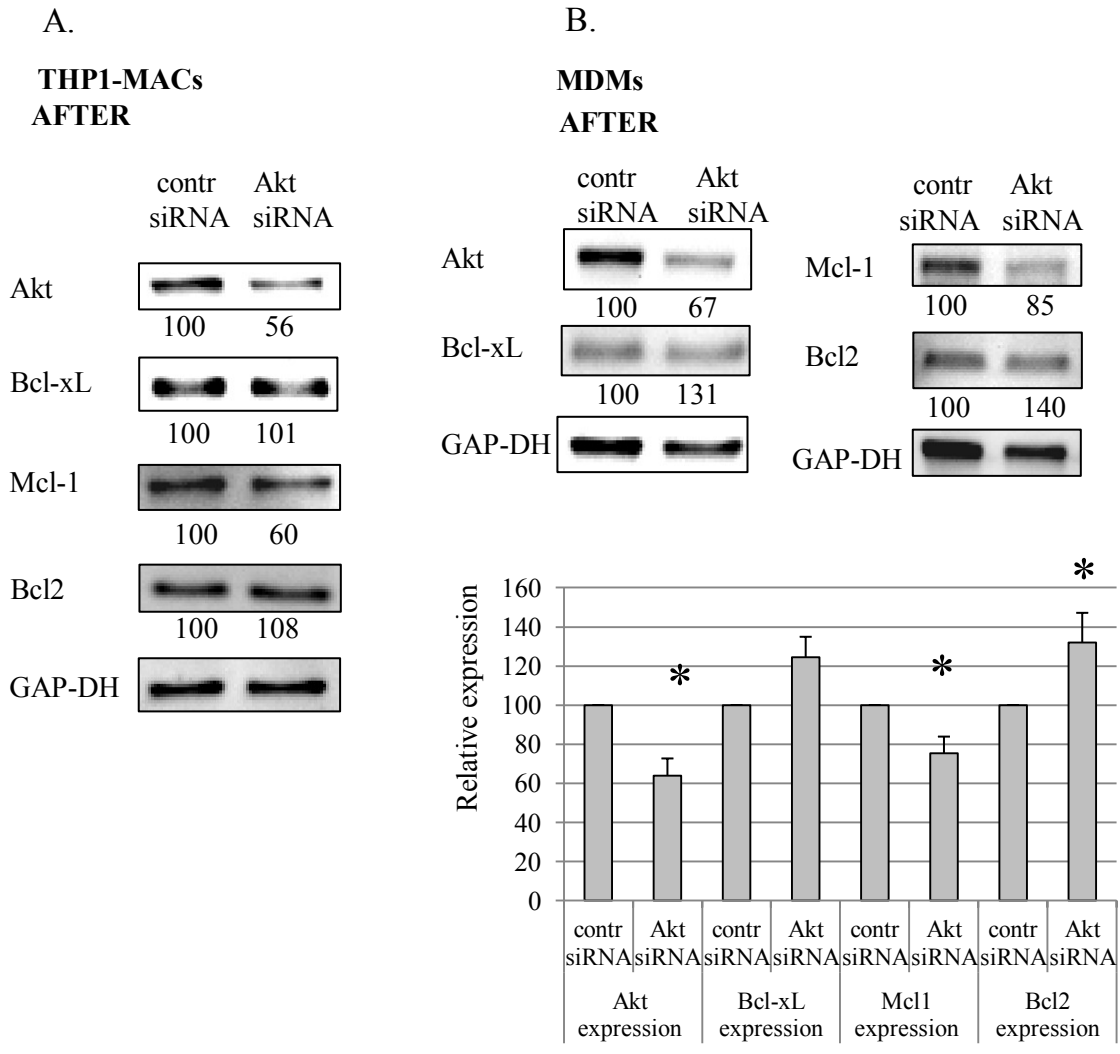 A.
THP1-MACs
AFTER
contr Akt
siRNA siRNA
Akt
100 56
Bcl-xL
100 101
Mcl-1
100 60
Bcl2
100 108
GAP-DH
B.
MDMs
AFTER
contr Akt
siRNA siRNA
Akt
100 67
Bcl-xL
100 131
GAP-DH
contr Akt
siRNA siRNA
Mcl-1
100 85
Bcl2
100 140
GAP-DH
Relative expression
160
140
120
100
80
60
40
20
0
* * *
contr Akt contr Akt contr Akt contr Akt
siRNA siRNA siRNA siRNA siRNA siRNA siRNA siRNA
Akt Bcl-xL Mcl1 Bcl2
expression expression expression expression